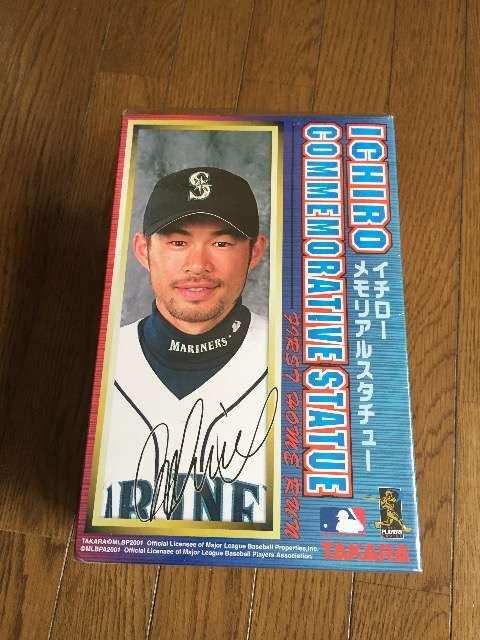 ICHIRO
COMMEMORATIVE STATUE
イチロー
メモリアルスタチュー
FIRST HOME RUN
S
MARINERS
MARINE
TAKARA©MLBP2001 Official Licensee of Major League Baseball Properties,Inc.
©MLBPA2001 Official Licensee of Major League Baseball Players Association.
PLAYERS
TAKARA